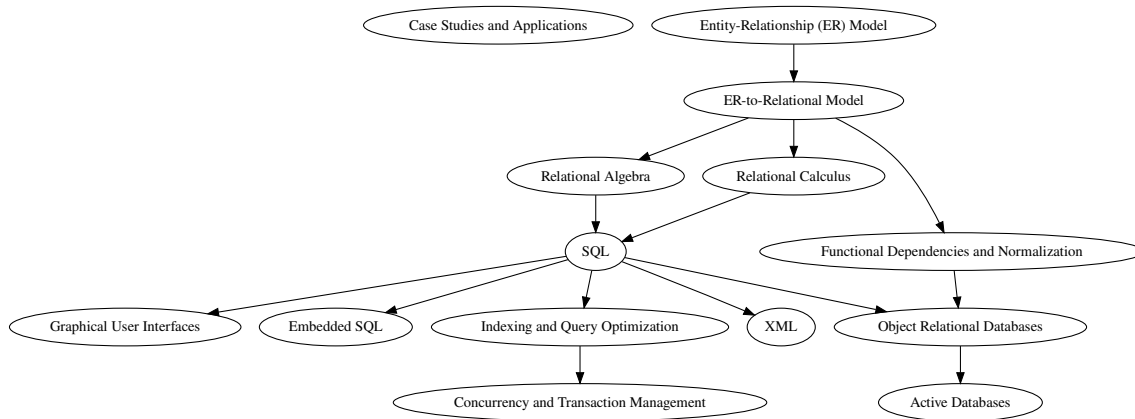 Case Studies and Applications
Entity-Relationship (ER) Model
ER-to-Relational Model
Relational Algebra
Relational Calculus
SQL
Functional Dependencies and Normalization
Graphical User Interfaces
Embedded SQL
Indexing and Query Optimization
XML
Object Relational Databases
Concurrency and Transaction Management
Active Databases